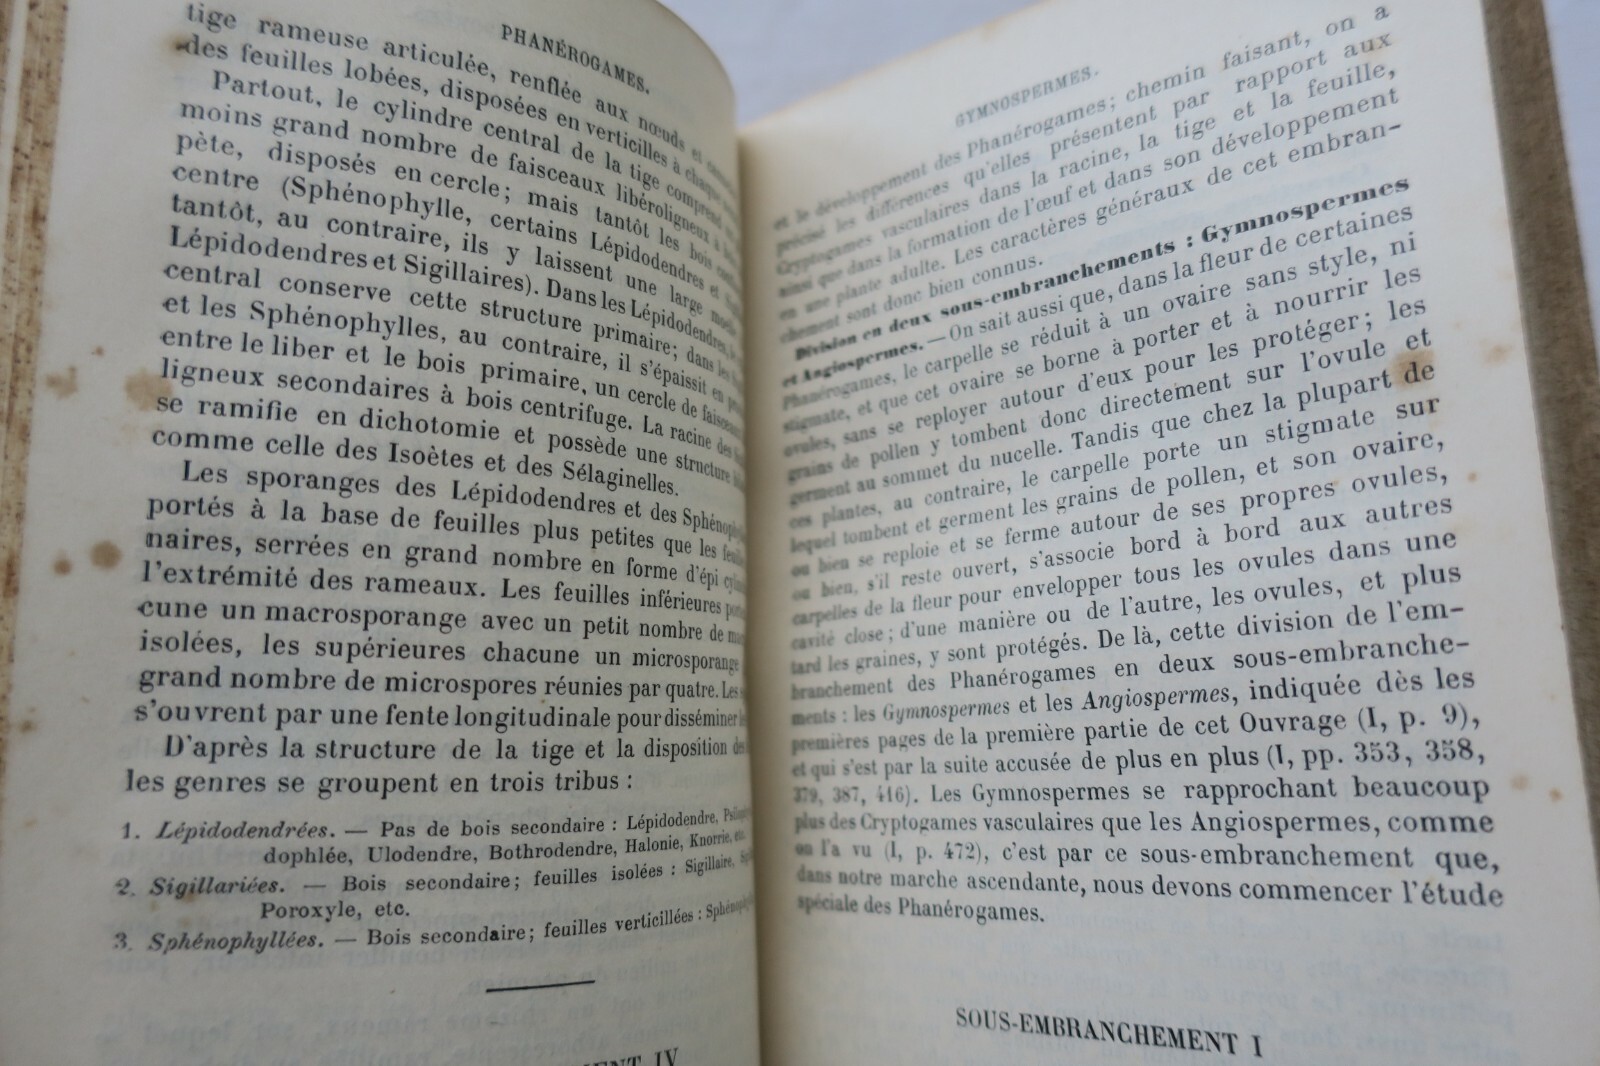 PHANÉROGAMES.
tige rameuse articulée, renflée aux nœuds et
des feuilles lobées, disposées en verticilles à chaque
Partout, le cylindre central de la tige comprend un
moins grand nombre de faisceaux libéroligneux à
pète, disposés en cercle; mais tantôt les bois
centre (Sphénophylle, certains Lépidodendres et
tantôt, au contraire, ils y laissent une large moelle
Lépidodendres et Sigillaires). Dans les Lépidodendres,
central conserve cette structure primaire; dans les
et les Sphénophylles, au contraire, il s'épaissit en
entre le liber et le bois primaire, un cercle de
ligneux secondaires à bois centrifuge. La racine des
se ramifie en dichotomie et possède une structure
comme celle des Isoètes et des Sélaginelles.
Les sporanges des Lépidodendres et des
portés à la base de feuilles plus petites que les
naires, serrées en grand nombre en forme d'épi
l'extrémité des rameaux. Les feuilles inférieures
cune un macrosporange avec un petit nombre de
isolées, les supérieures chacune un microsporange
grand nombre de microspores réunies par quatre. Les
s'ouvrent par une fente longitudinale pour disséminer
D'après la structure de la tige et la disposition
les genres se groupent en trois tribus :
1. Lépidodendrées. — Pas de bois secondaire : Lépidodendre,
dophlée, Ulodendre, Bothrodendre, Halonie, Knorrie, etc.
2. Sigillariées. — Bois secondaire; feuilles isolées : Sigillaire,
Poroxyle, etc.
3. Sphénophyllées. — Bois secondaire; feuilles verticillées :
IV
GYMNOSPERMES.
et le développement des Phanérogames; chemin faisant, on a
précisé les différences qu'elles présentent par rapport aux
Cryptogames vasculaires dans la racine, la tige et la feuille,
ainsi que dans la formation de l'œuf et dans son développement
en une plante adulte. Les caractères généraux de cet embran-
chement sont donc bien connus.
Division en deux sous-embranchements : Gymnospermes
et Angiospermes. — On sait aussi que, dans la fleur de certaines
Phanérogames, le carpelle se réduit à un ovaire sans style, ni
stigmate, et que cet ovaire se borne à porter et à nourrir les
ovules, sans se reployer autour d'eux pour les protéger; les
grains de pollen y tombent donc directement sur l'ovule et
germent au sommet du nucelle. Tandis que chez la plupart de
ces plantes, au contraire, le carpelle porte un stigmate sur
lequel tombent et germent les grains de pollen, et son ovaire,
ou bien se reploie et se ferme autour de ses propres ovules,
ou bien, s'il reste ouvert, s'associe bord à bord aux autres
carpelles de la fleur pour envelopper tous les ovules dans une
cavité close; d'une manière ou de l'autre, les ovules, et plus
tard les graines, y sont protégés. De là, cette division de l'em-
branchement des Phanérogames en deux sous-embranche-
ments : les Gymnospermes et les Angiospermes, indiquée dès les
premières pages de la première partie de cet Ouvrage (I, p. 9),
et qui s'est par la suite accusée de plus en plus (I, pp. 353, 358,
379, 387, 416). Les Gymnospermes se rapprochant beaucoup
plus des Cryptogames vasculaires que les Angiospermes, comme
on l'a vu (I, p. 472), c'est par ce sous-embranchement que,
dans notre marche ascendante, nous devons commencer l'étude
spéciale des Phanérogames.
SOUS-EMBRANCHEMENT I